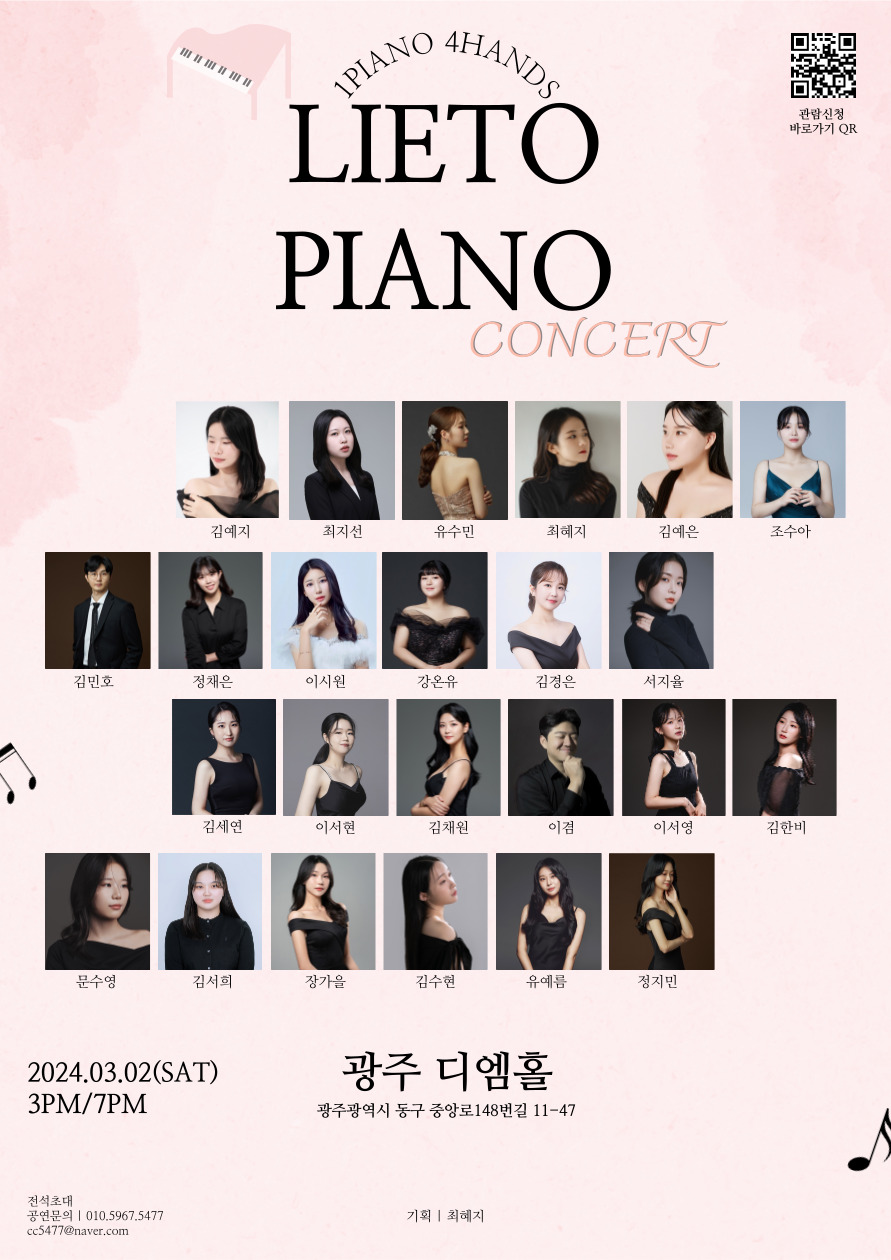 1PIANO 4HANDS
LIETO
PIANO
CONCERT
관람신청
바로가기 QR
김예지 최지선 유수민 최혜지 김예은 조수아
김민호 정채은 이시원 강온유 김경은 서지율
김세연 이서현 김채원 이겸 이서영 김한비
문수영 김서희 장가을 김수현 유예름 정지민
2024.03.02(SAT)
3PM/7PM
광주 디엠홀
광주광역시 동구 중앙로148번길 11-47
전석초대
공연문의 | 010.5967.5477
cc5477@naver.com
기획 | 최혜지